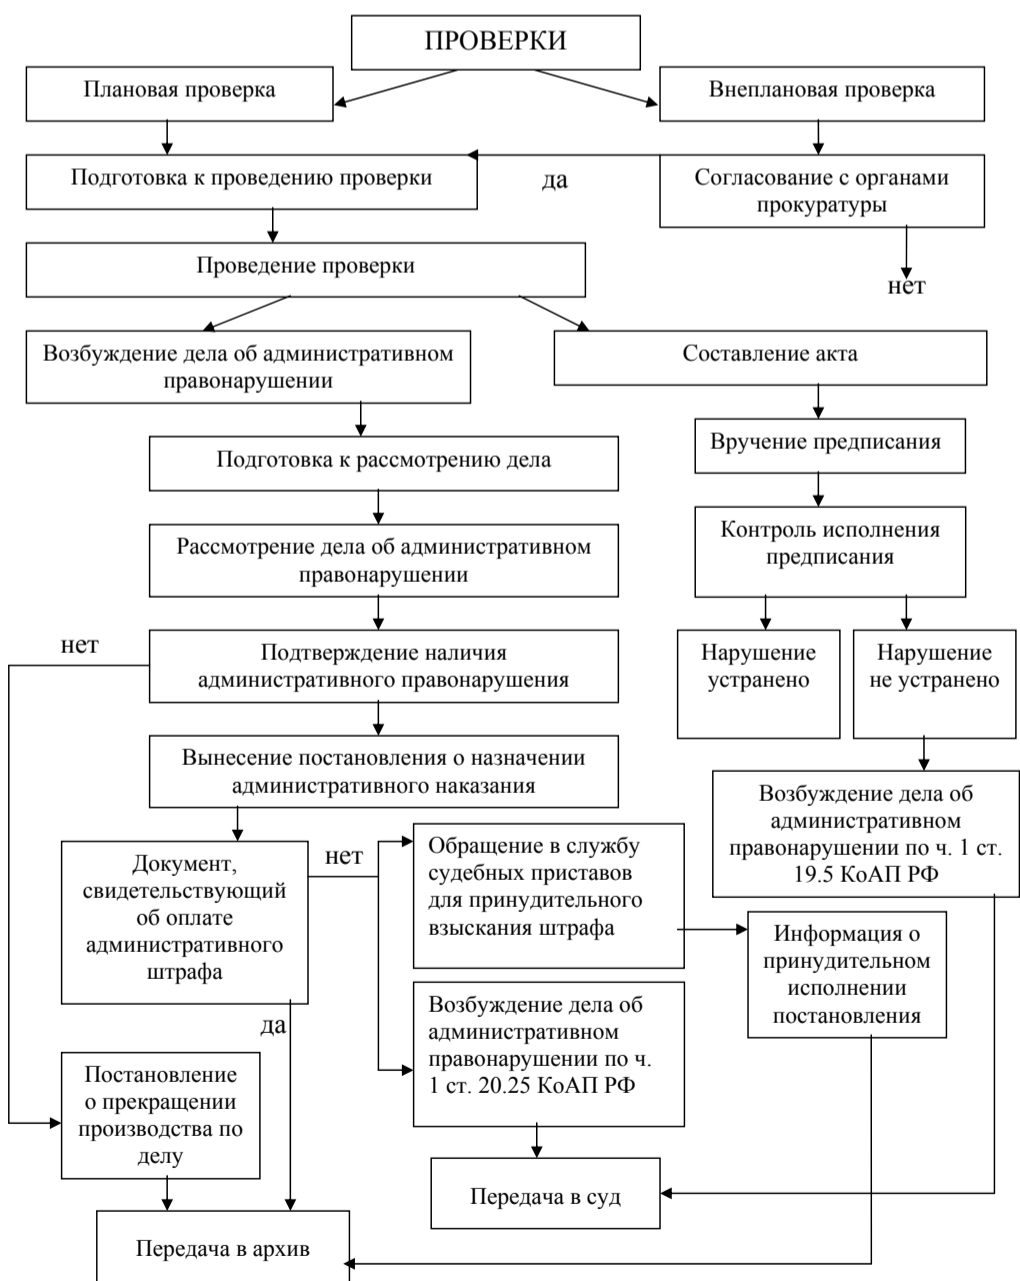 ПРОВЕРКИ
Плановая проверка
Внеплановая проверка
Подготовка к проведению проверки
да
Согласование с органами
прокуратуры
нет
Проведение проверки
Возбуждение дела об административном
правонарушении
Составление акта
Подготовка к рассмотрению дела
Вручение предписания
Рассмотрение дела об административном
правонарушении
Контроль исполнения
предписания
нет
Подтверждение наличия
административного правонарушения
Нарушение
устранено
Нарушение
не устранено
Вынесение постановления о назначении
административного наказания
Возбуждение дела об
административном
правонарушении по ч. 1 ст.
19.5 КоАП РФ
Документ,
свидетельствующий
об оплате
административного
штрафа
нет
Обращение в службу
судебных приставов
для принудительного
взыскания штрафа
Информация о
принудительном
исполнении
постановления
да
Возбуждение дела об
административном
правонарушении по ч.
1 ст. 20.25 КоАП РФ
Постановление
о прекращении
производства по
делу
Передача в суд
Передача в архив